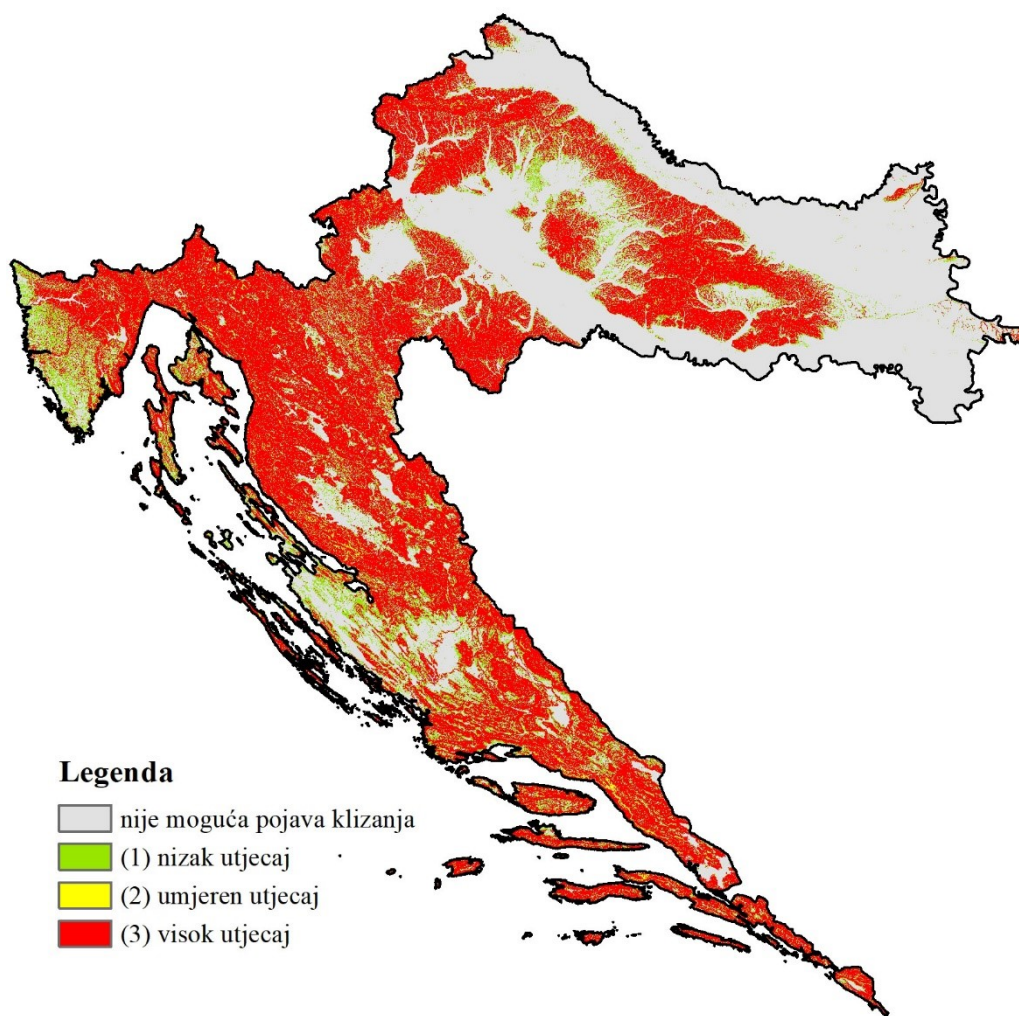 Legenda
nije moguća pojava klizanja
(1) nizak utjecaj
(2) umjeren utjecaj
(3) visok utjecaj